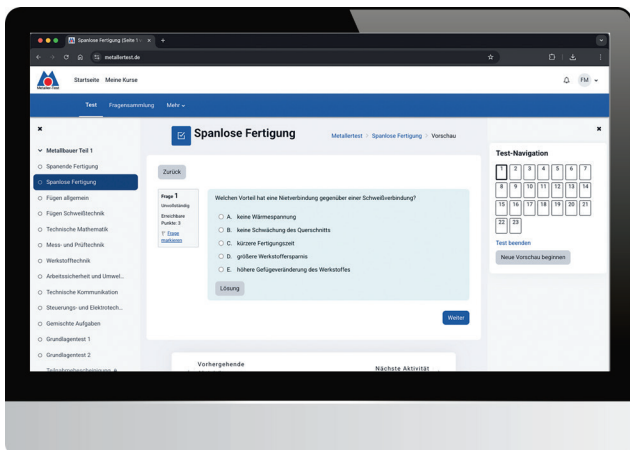 Spanlose Fertigung (Seite 1
metallertest.de
Metaller-Test
Startseite Meine Kurse
FM
Test Fragensammlung Mehr
Metallbauer Teil 1
Spanende Fertigung
Spanlose Fertigung
Fügen allgemein
Fügen Schweißtechnik
Technische Mathematik
Mess- und Prüftechnik
Werkstofftechnik
Arbeitssicherheit und Umwel...
Technische Kommunikation
Steuerungs- und Elektrotech...
Gemischte Aufgaben
Grundlagentest 1
Grundlagentest 2
Teilnahmebescheinigung
Spanlose Fertigung
Metallertest > Spanlose Fertigung > Vorschau
Zurück
Frage 1
Unvollständig
Erreichbare
Punkte: 3
Frage
markieren
Welchen Vorteil hat eine Nietverbindung gegenüber einer Schweißverbindung?
A. keine Wärmespannung
B. keine Schwächung des Querschnitts
C. kürzere Fertigungszeit
D. größere Werkstoffersparnis
E. höhere Gefügeveränderung des Werkstoffes
Lösung
Weiter
Vorhergehende
Nächste Aktivität
Test-Navigation
1 2 3 4 5 6 7
8 9 10 11 12 13 14
15 16 17 18 19 20 21
22 23
Test beenden
Neue Vorschau beginnen